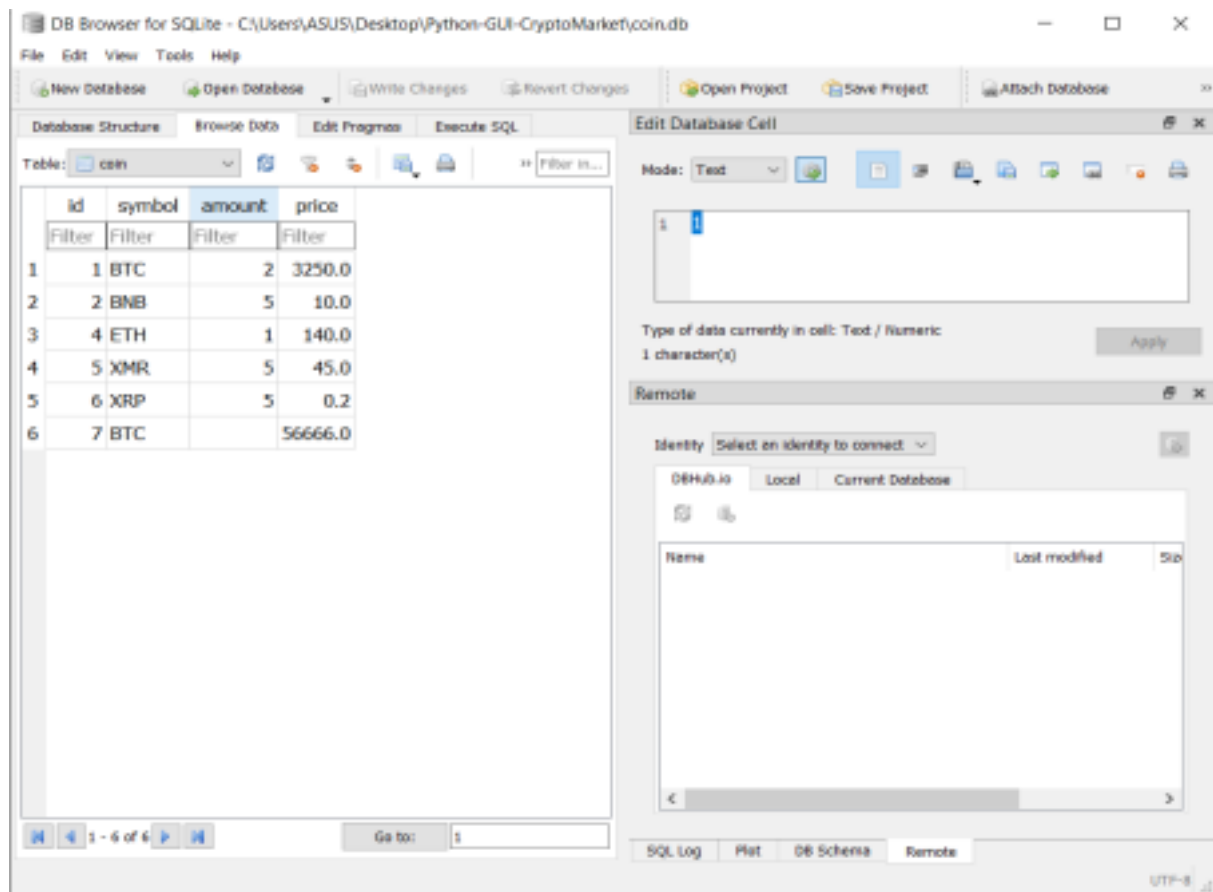 DB Browser for SQLite - C:\Users\ASUS\Desktop\Python-GUI-CryptoMarket\coin.db
File Edit View Tools Help
New Database Open Database Write Changes Revert Changes Open Project Save Project Attach Database »
Database Structure Browse Data Edit Pragmas Execute SQL
Table: coin » Filter in...
id symbol amount price
Filter Filter Filter Filter
1 1 BTC 2 3250.0
2 2 BNB 5 10.0
3 4 ETH 1 140.0
4 5 XMR 5 45.0
5 6 XRP 5 0.2
6 7 BTC 56666.0
1 - 6 of 6 Go to: 1
Edit Database Cell
Mode: Text
1 1
Type of data currently in cell: Text / Numeric
1 character(s)
Apply
Remote
Identity Select an identity to connect
DBHub.io Local Current Database
Name Last modified Size
SQL Log Plot DB Schema Remote
UTF-8